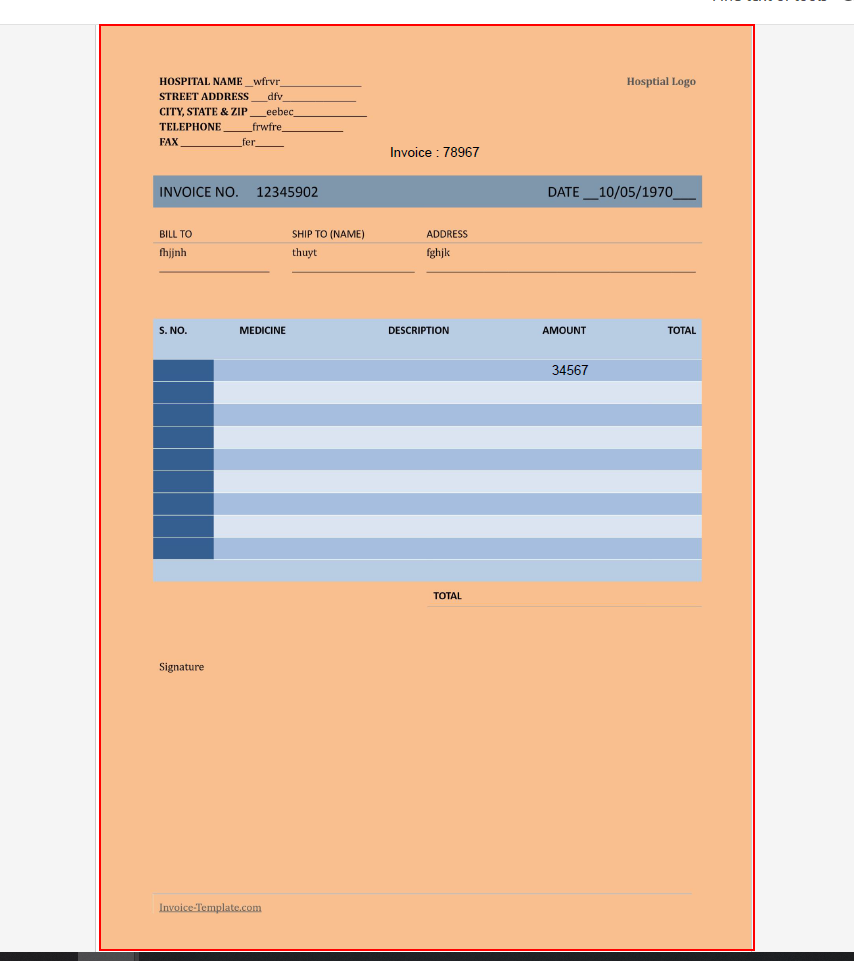 HOSPITAL NAME __wfrvr______________
Hosptial Logo
STREET ADDRESS ___dfv_____________
CITY, STATE & ZIP ___eebec_____________
TELEPHONE _____frwfre___________
FAX ___________fer_____
Invoice : 78967
INVOICE NO. 12345902 DATE __10/05/1970___
BILL TO SHIP TO (NAME) ADDRESS
fhjjnh thuyt fghjk
S. NO. MEDICINE DESCRIPTION AMOUNT TOTAL
34567
TOTAL
Signature
Invoice-Template.com